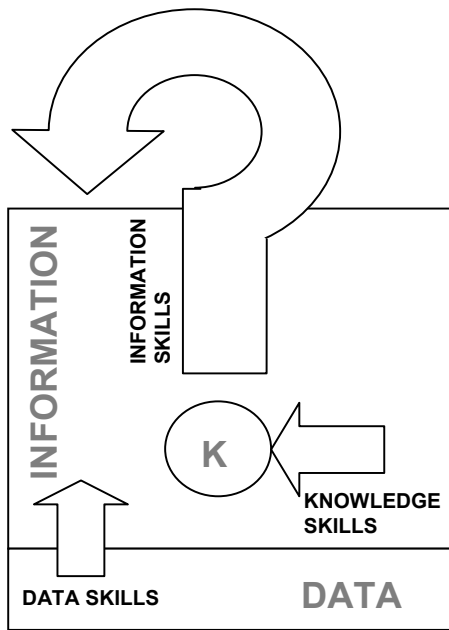 INFORMATION
INFORMATION
SKILLS
K
KNOWLEDGE
SKILLS
DATA SKILLS
DATA